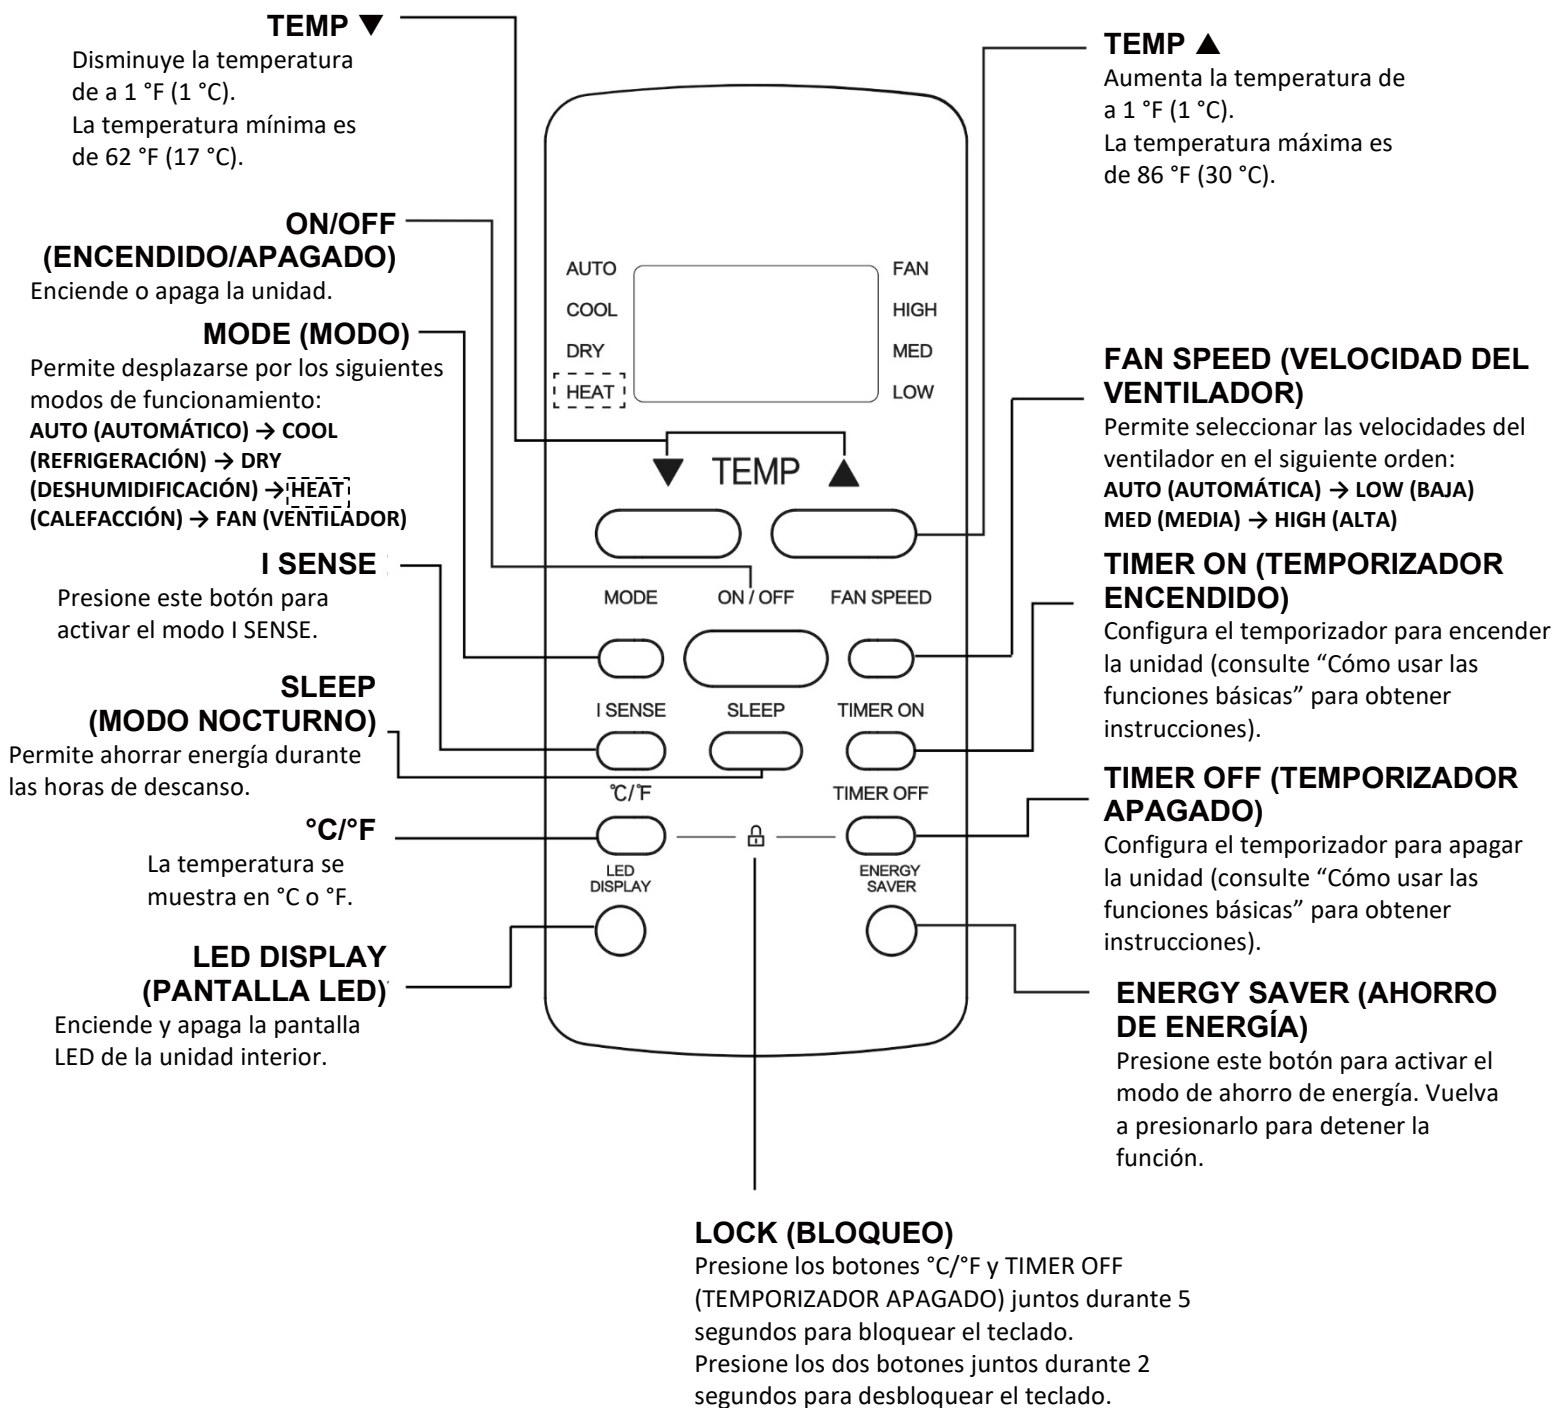 TEMP ▼
Disminuye la temperatura
de a 1 °F (1 °C).
La temperatura mínima es
de 62 °F (17 °C).
ON/OFF
(ENCENDIDO/APAGADO)
Enciende o apaga la unidad.
MODE (MODO)
Permite desplazarse por los siguientes
modos de funcionamiento:
AUTO (AUTOMÁTICO) → COOL
(REFRIGERACIÓN) → DRY
(DESHUMIDIFICACIÓN) → HEAT
(CALEFACCIÓN) → FAN (VENTILADOR)
I SENSE
Presione este botón para
activar el modo I SENSE.
SLEEP
(MODO NOCTURNO)
Permite ahorrar energía durante
las horas de descanso.
°C/°F
La temperatura se
muestra en °C o °F.
LED DISPLAY
(PANTALLA LED)
Enciende y apaga la pantalla
LED de la unidad interior.
AUTO
COOL
DRY
HEAT
FAN
HIGH
MED
LOW
▼ TEMP ▲
MODE ON / OFF FAN SPEED
I SENSE SLEEP TIMER ON
°C/°F TIMER OFF
LED
DISPLAY
ENERGY
SAVER
TEMP ▲
Aumenta la temperatura de
a 1 °F (1 °C).
La temperatura máxima es
de 86 °F (30 °C).
FAN SPEED (VELOCIDAD DEL
VENTILADOR)
Permite seleccionar las velocidades del
ventilador en el siguiente orden:
AUTO (AUTOMÁTICA) → LOW (BAJA)
MED (MEDIA) → HIGH (ALTA)
TIMER ON (TEMPORIZADOR
ENCENDIDO)
Configura el temporizador para encender
la unidad (consulte “Cómo usar las
funciones básicas” para obtener
instrucciones).
TIMER OFF (TEMPORIZADOR
APAGADO)
Configura el temporizador para apagar
la unidad (consulte “Cómo usar las
funciones básicas” para obtener
instrucciones).
ENERGY SAVER (AHORRO
DE ENERGÍA)
Presione este botón para activar el
modo de ahorro de energía. Vuelva
a presionarlo para detener la
función.
LOCK (BLOQUEO)
Presione los botones °C/°F y TIMER OFF
(TEMPORIZADOR APAGADO) juntos durante 5
segundos para bloquear el teclado.
Presione los dos botones juntos durante 2
segundos para desbloquear el teclado.